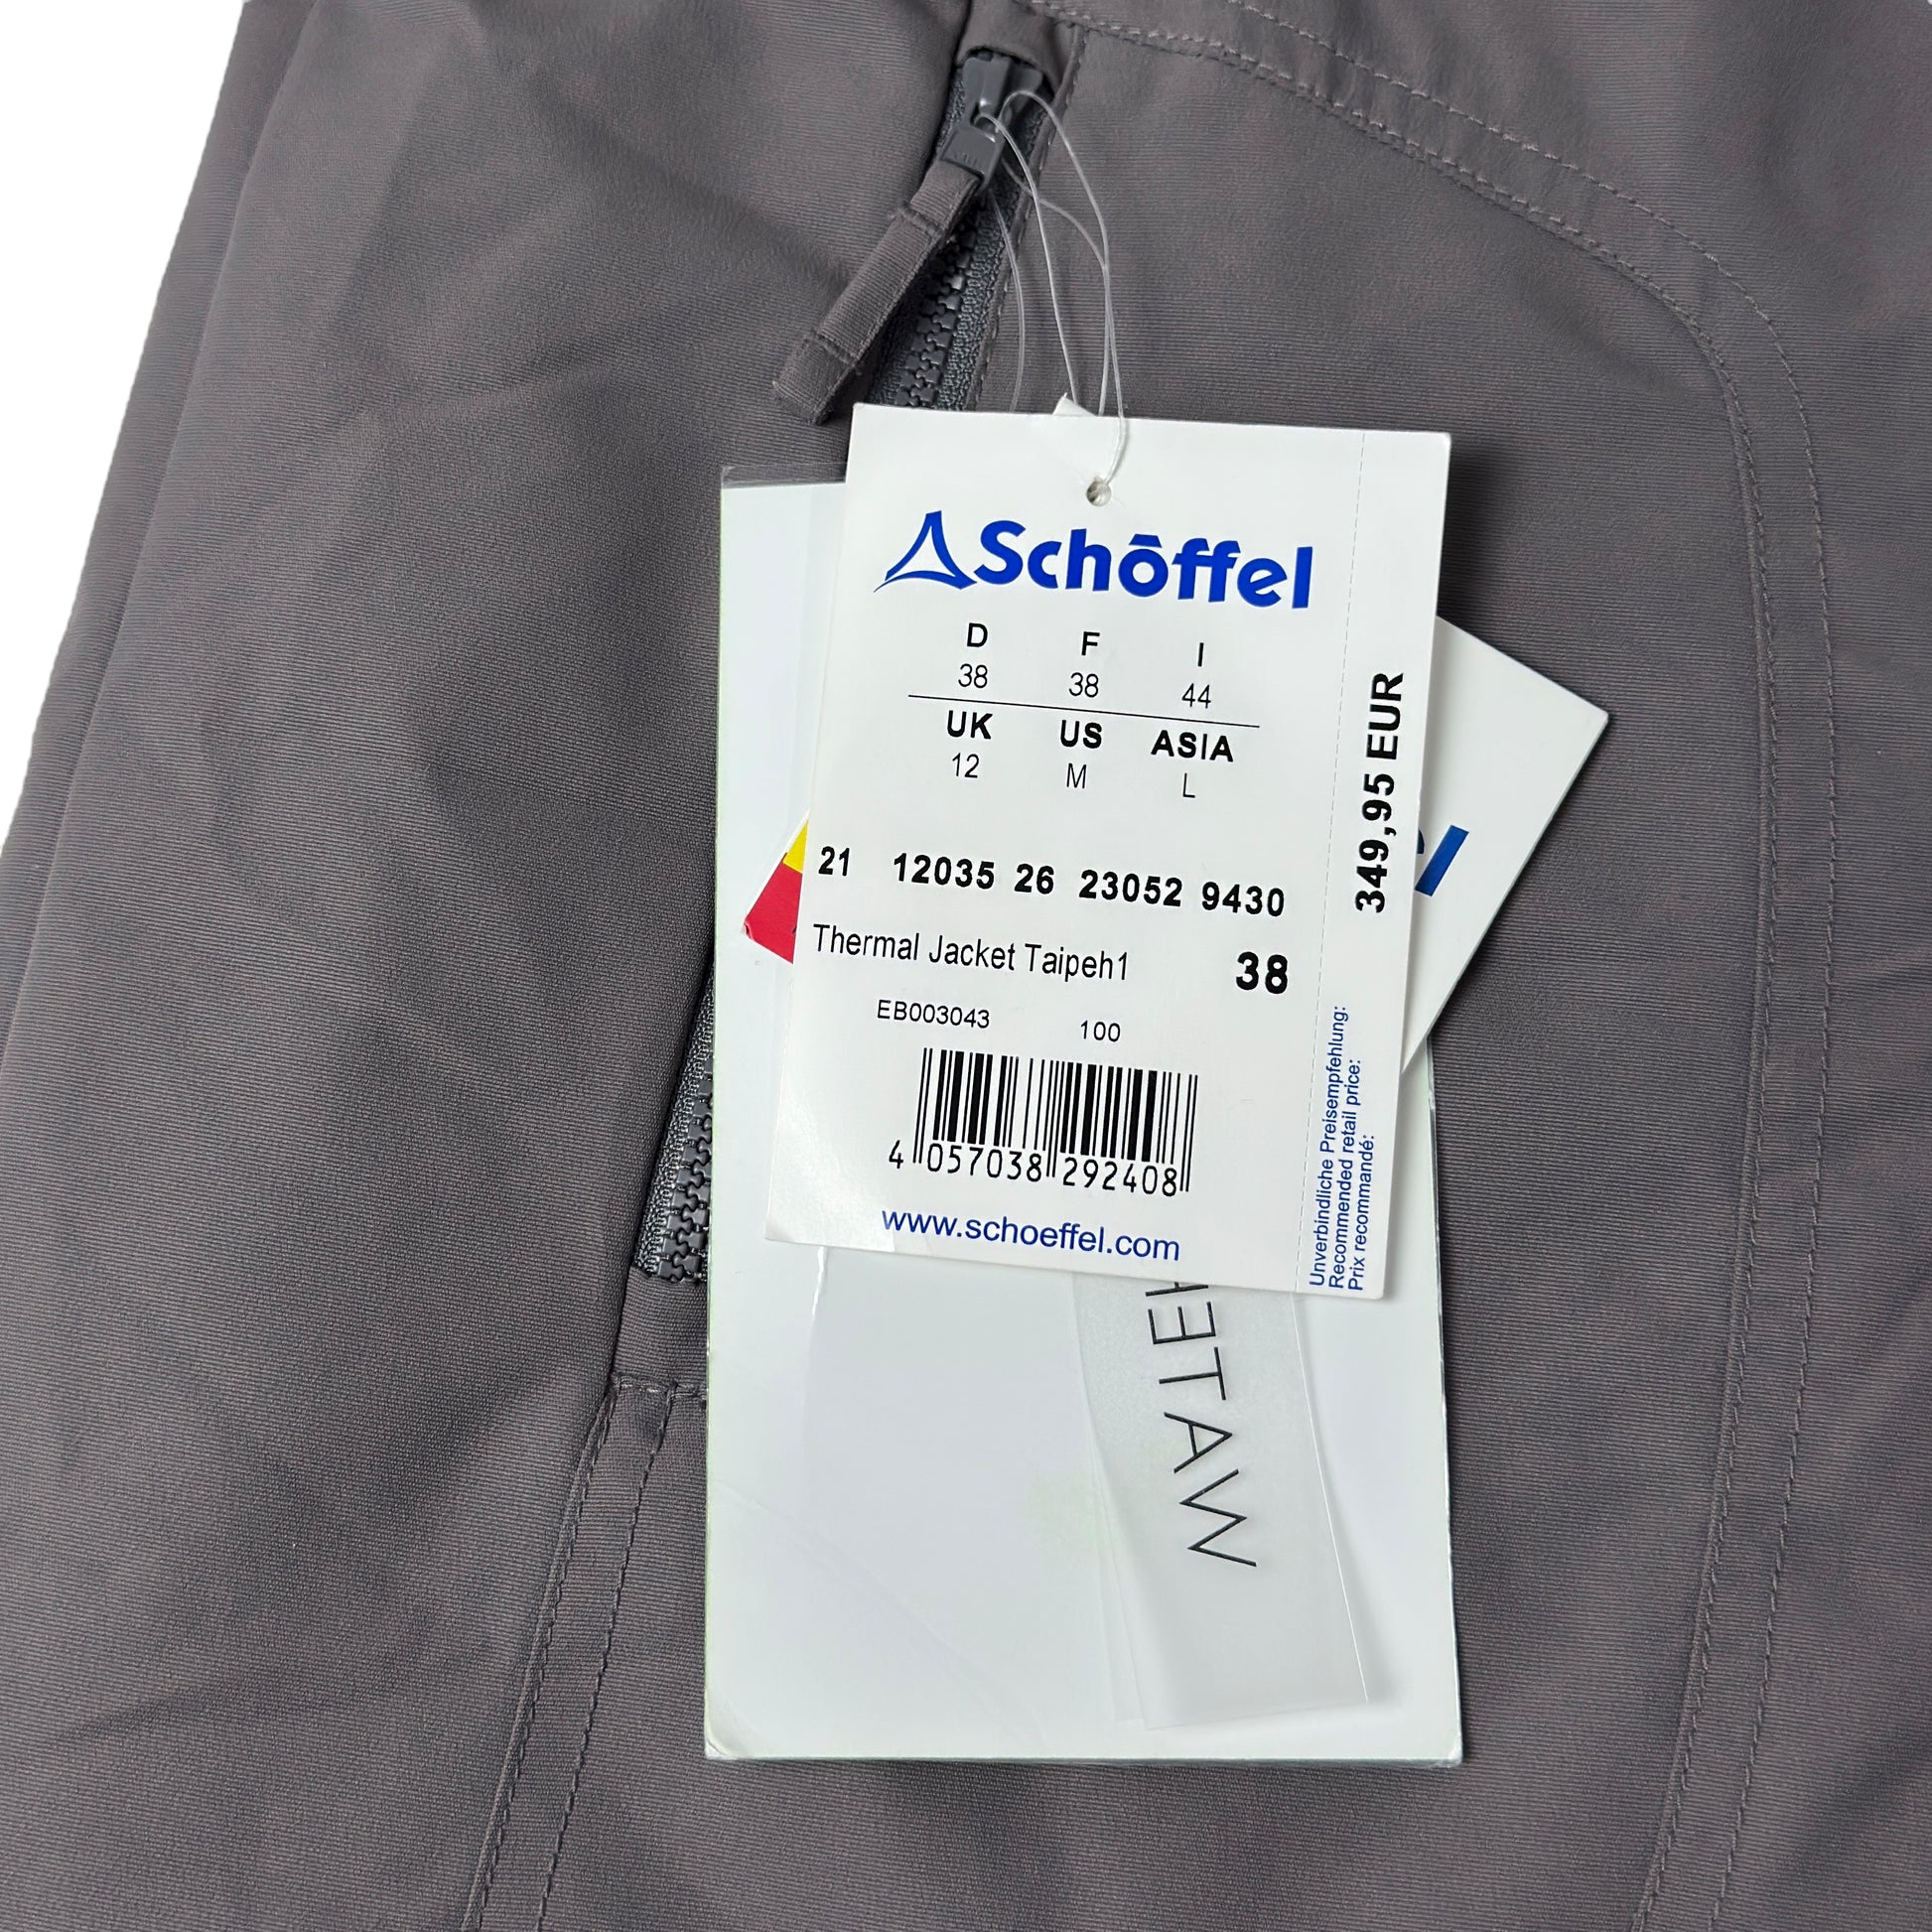 Schöffel
D F I
38 38 44
UK US ASIA
12 M L
21 12035 26 23052 9430
Thermal Jacket Taipeh1 38
EB003043 100
4 057038 292408
www.schoeffel.com
349,95 EUR
Unverbindliche Preisempfehlung:
Recommended retail price:
Prix recommandé: